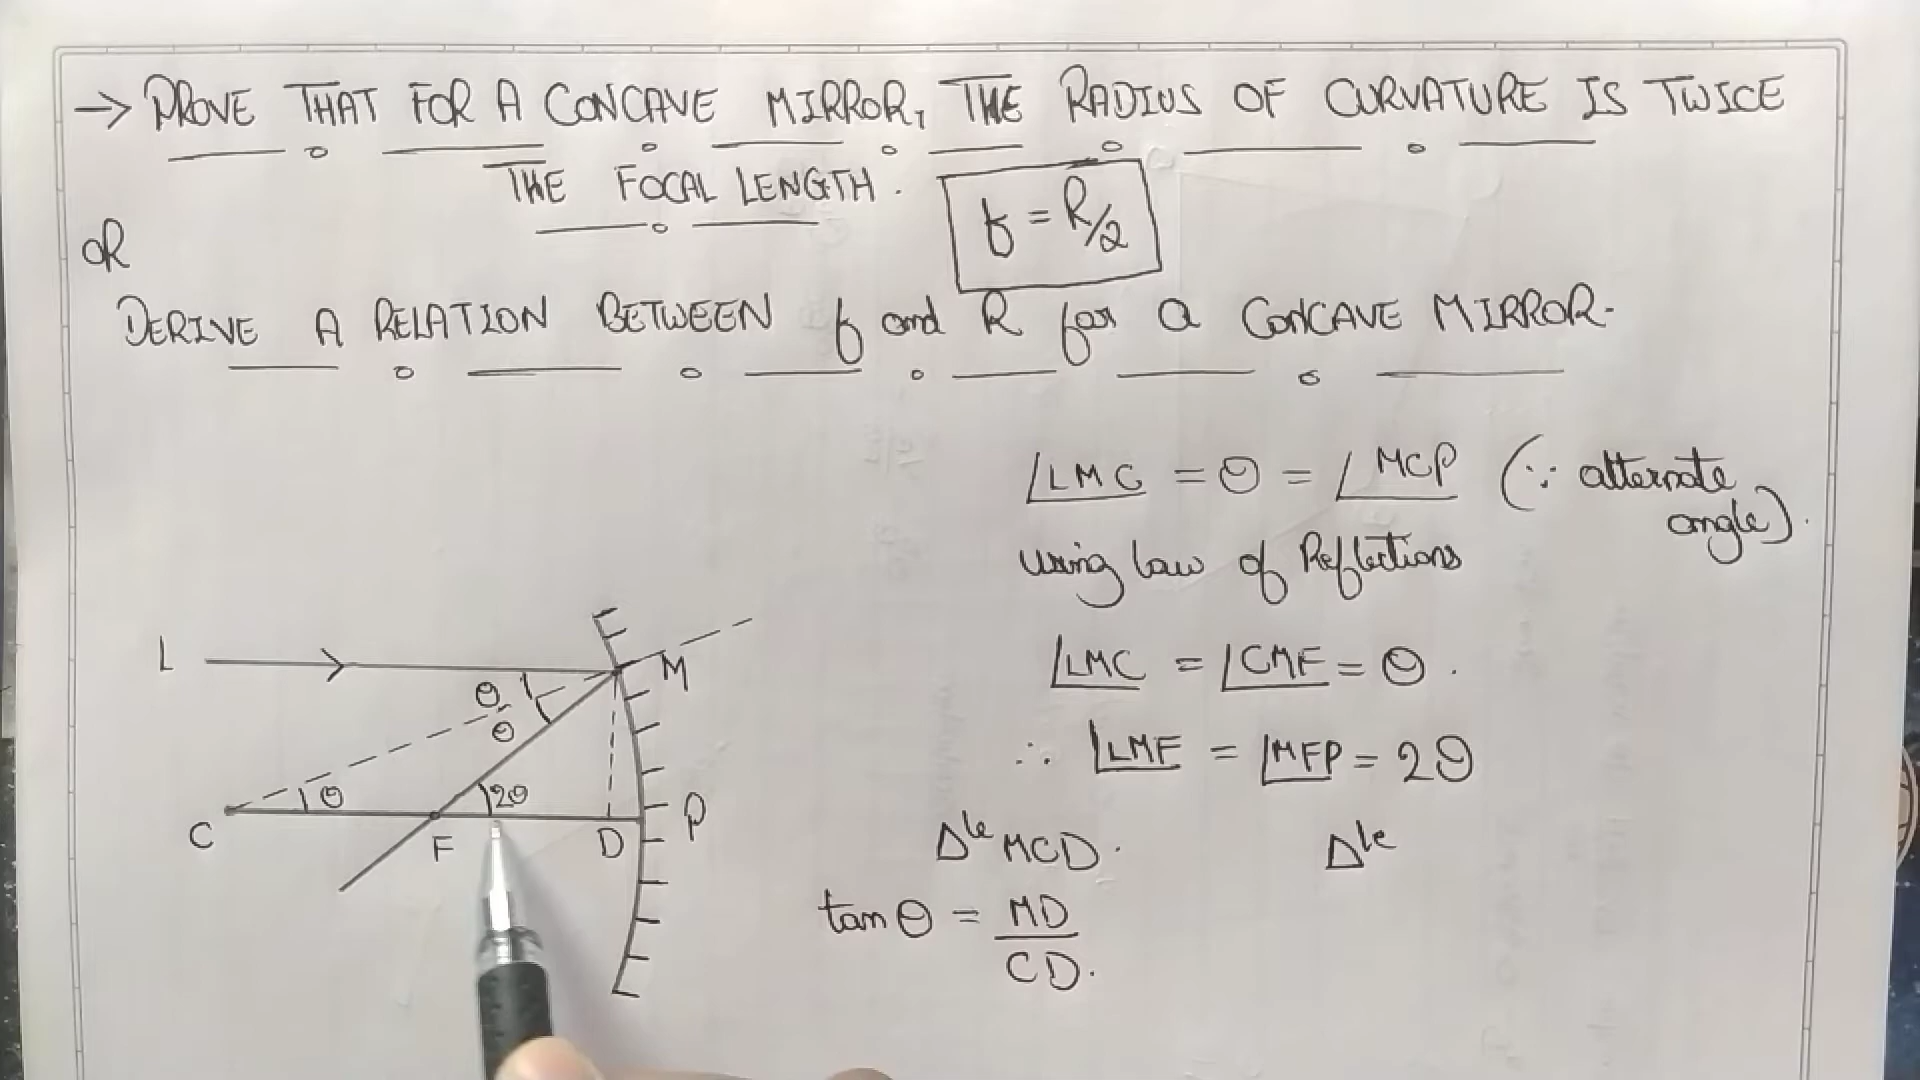 → PROVE THAT FOR A CONCAVE MIRROR, THE RADIUS OF CURVATURE IS TWICE
THE FOCAL LENGTH.
f = R/2
OR
DERIVE A RELATION BETWEEN f and R for a CONCAVE MIRROR.
∠LMC = θ = ∠MCP (∵ alternate
angle).
using law of Reflections
∠LMC = ∠CMF = θ.
∴ ∠LMF = ∠MFP = 2θ
Δle MCD. Δle
tan θ = MD
CD.
L
M
θ
θ
θ
2θ
C
F
D
P